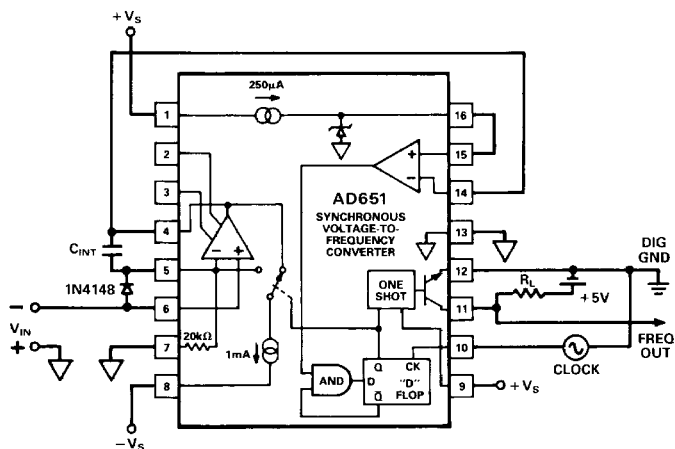 +VS
250µA
1
16
2
15
3
14
+
−
AD651
SYNCHRONOUS
VOLTAGE-TO-
FREQUENCY
CONVERTER
4
13
CINT
− +
5
12
DIG
GND
1N4148
ONE
SHOT
RL
+5V
−
6
11
VIN
20kΩ
FREQ
OUT
+
7
1mA
10
CLOCK
AND
Q CK
D "D"
Q̅ FLOP
8
9
+VS
−VS